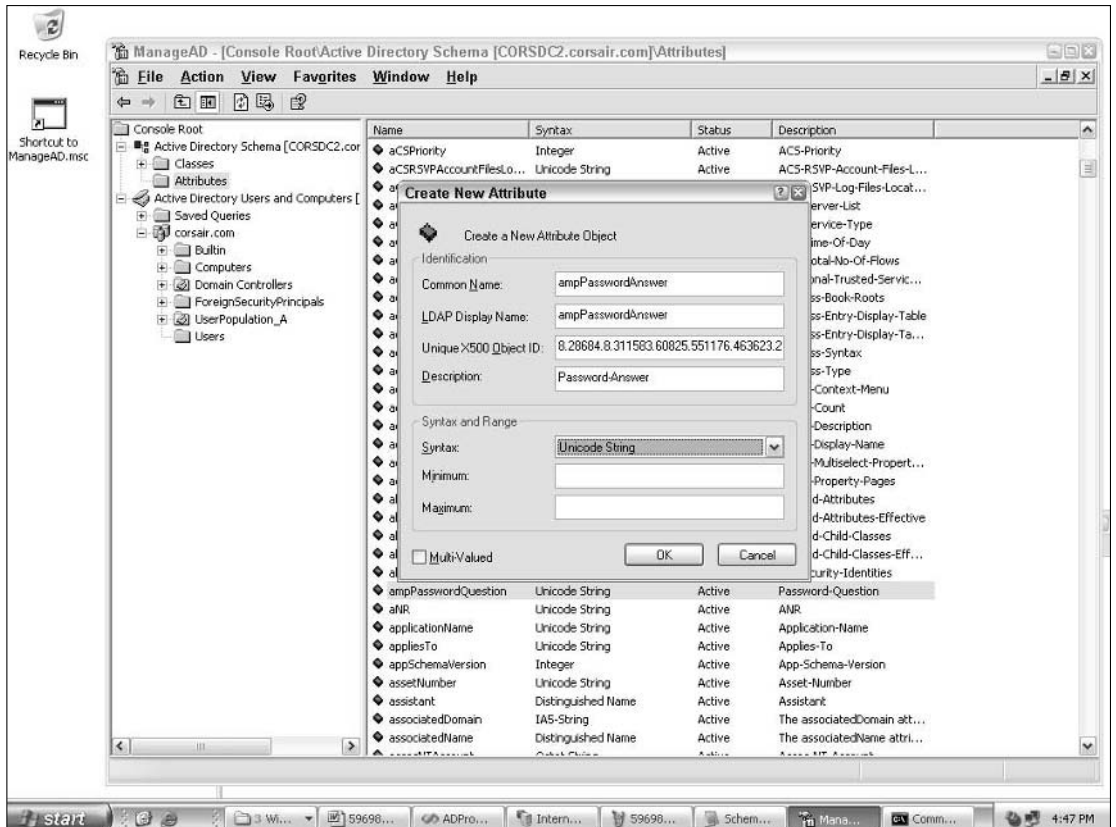 Recycle Bin
Shortcut to
ManageAD.msc
ManageAD - [Console Root\Active Directory Schema [CORSDC2.corsair.com]\Attributes]
File Action View Favorites Window Help
Console Root
Active Directory Schema [CORSDC2.cor
Classes
Attributes
Active Directory Users and Computers [
Saved Queries
corsair.com
Builtin
Computers
Domain Controllers
ForeignSecurityPrincipals
UserPopulation_A
Users
Name Syntax Status Description
aCSPriority Integer Active ACS-Priority
aCSRSVPAccountFilesLo... Unicode String Active ACS-RSVP-Account-Files-L...
SVP-Log-Files-Locat...
erver-List
ervice-Type
ime-Of-Day
otal-No-Of-Flows
onal-Trusted-Servic...
ss-Book-Roots
ss-Entry-Display-Table
ss-Entry-Display-Ta...
ss-Syntax
ss-Type
-Context-Menu
-Count
-Description
-Display-Name
-Multiselect-Propert...
-Property-Pages
d-Attributes
d-Attributes-Effective
d-Child-Classes
d-Child-Classes-Eff...
curity-Identities
Create New Attribute
Create a New Attribute Object
Identification
Common Name: ampPasswordAnswer
LDAP Display Name: ampPasswordAnswer
Unique X500 Object ID: 8.28684.8.311583.60825.551176.463623.2
Description: Password-Answer
Syntax and Range
Syntax: Unicode String
Minimum:
Maximum:
Multi-Valued
OK Cancel
ampPasswordQuestion Unicode String Active Password-Question
aNR Unicode String Active ANR
applicationName Unicode String Active Application-Name
appliesTo Unicode String Active Applies-To
appSchemaVersion Integer Active App-Schema-Version
assetNumber Unicode String Active Asset-Number
assistant Distinguished Name Active Assistant
associatedDomain IA5-String Active The associatedDomain att...
associatedName Distinguished Name Active The associatedName attri...
start 3 Wi... 59698... ADPro... Intern... 59698... Schem... Mana... Comm... 4:47 PM